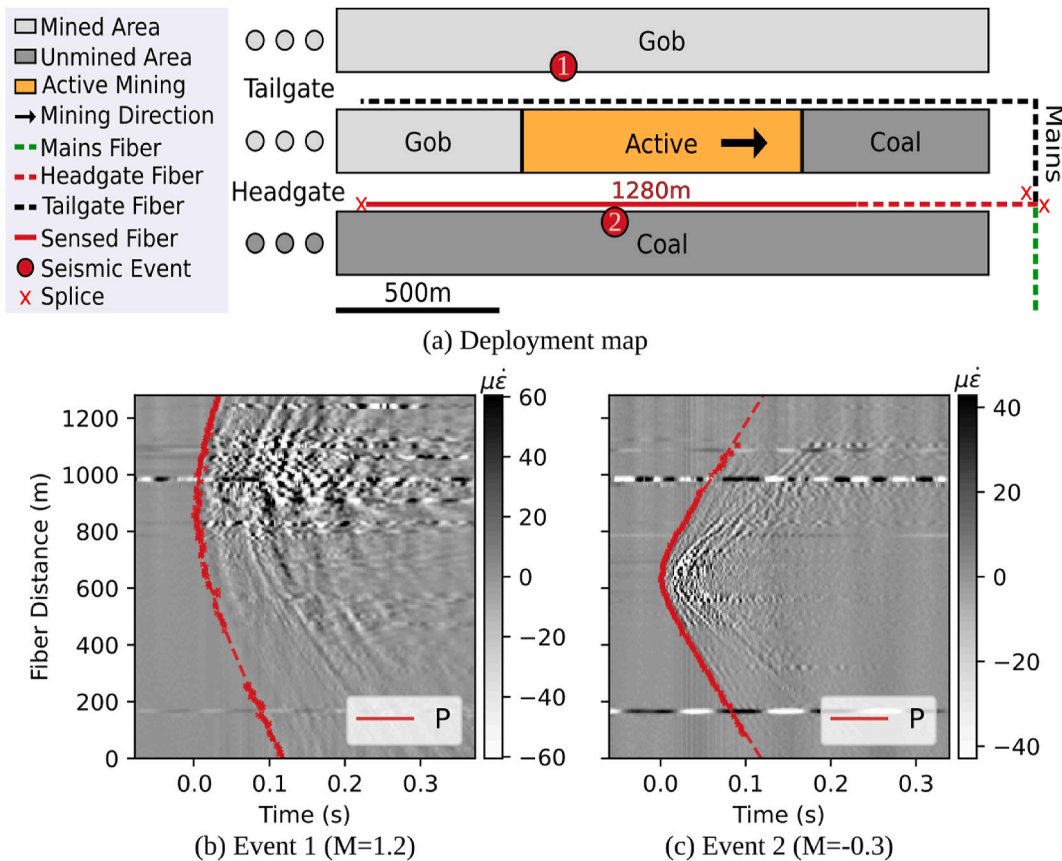 Mined Area
Unmined Area
Active Mining
Mining Direction
Mains Fiber
Headgate Fiber
Tailgate Fiber
Sensed Fiber
Seismic Event
x Splice
Gob
1
Tailgate
Mains
Gob
Active
Coal
Headgate
1280m
x
x
x
2
Coal
500m
(a) Deployment map
με̇
60
40
20
0
−20
−40
−60
Fiber Distance (m)
1200
1000
800
600
400
200
0
P
0.0 0.1 0.2 0.3
Time (s)
(b) Event 1 (M=1.2)
με̇
40
20
0
−20
−40
P
0.0 0.1 0.2 0.3
Time (s)
(c) Event 2 (M=-0.3)